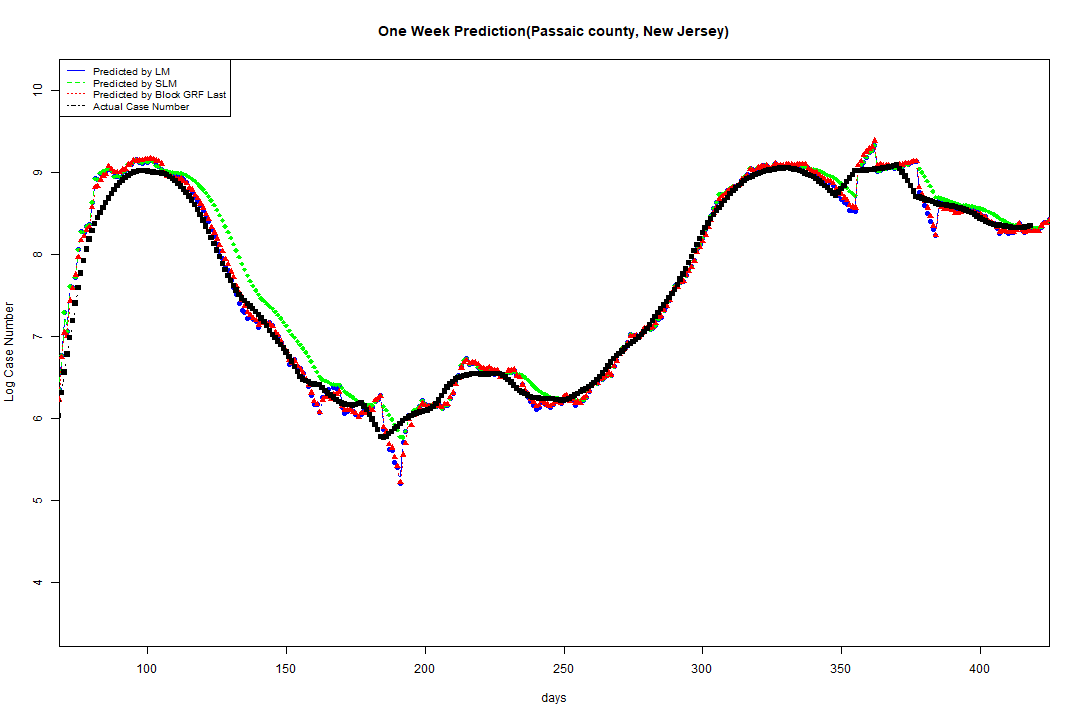 One Week Prediction(Passaic county, New Jersey)
Predicted by LM
Predicted by SLM
Predicted by Block GRF Last
Actual Case Number
Log Case Number
10
9
8
7
6
5
4
100 150 200 250 300 350 400
days